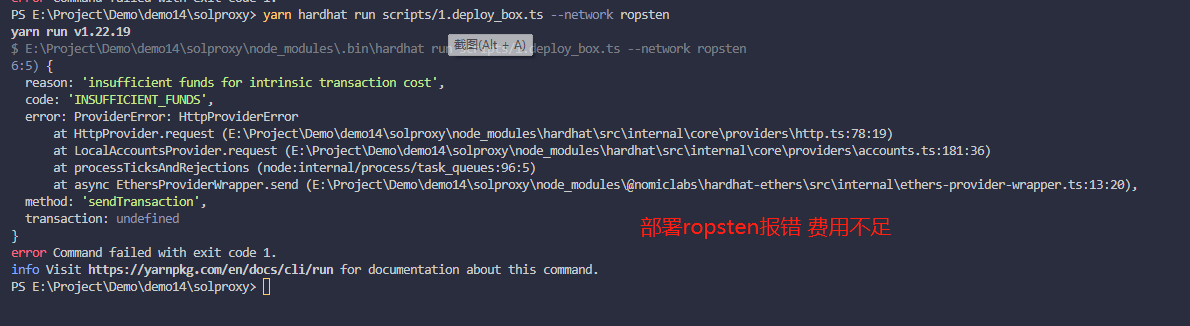 error Command failed with exit code 1.
PS E:\Project\Demo\demo14\solproxy> yarn hardhat run scripts/1.deploy_box.ts --network ropsten
yarn run v1.22.19
$ E:\Project\Demo\demo14\solproxy\node_modules\.bin\hardhat run deploy_box.ts --network ropsten
截图(Alt + A)
6:5) {
reason: 'insufficient funds for intrinsic transaction cost',
code: 'INSUFFICIENT_FUNDS',
error: ProviderError: HttpProviderError
at HttpProvider.request (E:\Project\Demo\demo14\solproxy\node_modules\hardhat\src\internal\core\providers\http.ts:78:19)
at LocalAccountsProvider.request (E:\Project\Demo\demo14\solproxy\node_modules\hardhat\src\internal\core\providers\accounts.ts:181:36)
at processTicksAndRejections (node:internal/process/task_queues:96:5)
at async EthersProviderWrapper.send (E:\Project\Demo\demo14\solproxy\node_modules\@nomiclabs\hardhat-ethers\src\internal\ethers-provider-wrapper.ts:13:20),
method: 'sendTransaction',
transaction: undefined
部署ropsten报错 费用不足
}
error Command failed with exit code 1.
info Visit https://yarnpkg.com/en/docs/cli/run for documentation about this command.
PS E:\Project\Demo\demo14\solproxy>